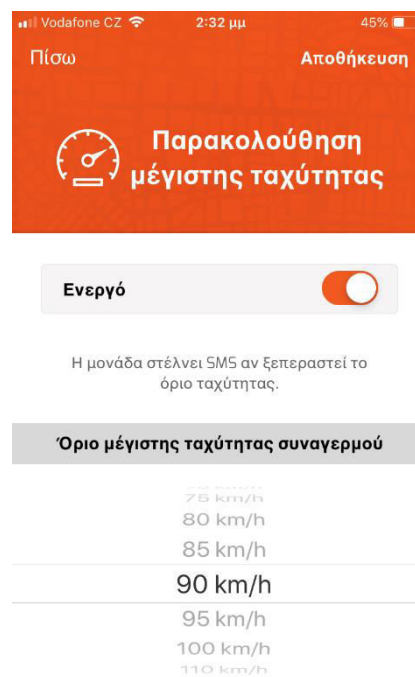 Vodafone CZ 2:32 μμ 45%
Πίσω Αποθήκευση
Παρακολούθηση
μέγιστης ταχύτητας
Ενεργό
Η μονάδα στέλνει SMS αν ξεπεραστεί το
όριο ταχύτητας.
Όριο μέγιστης ταχύτητας συναγερμού
75 km/h
80 km/h
85 km/h
90 km/h
95 km/h
100 km/h
110 km/h